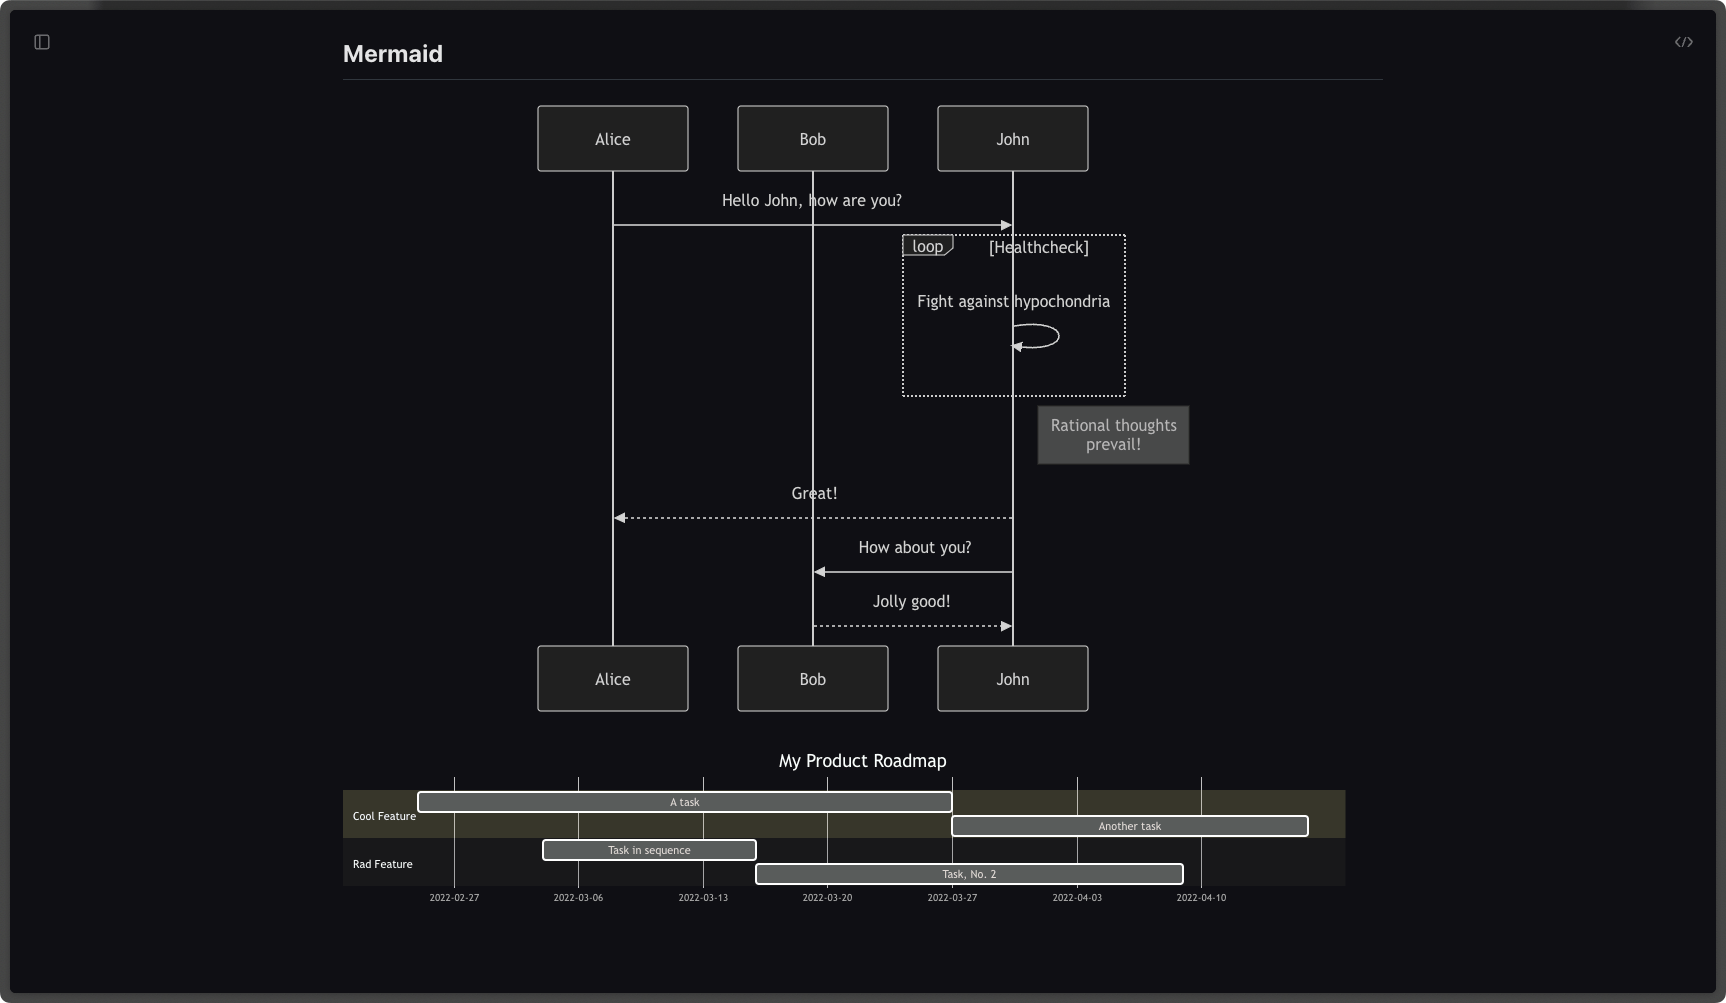 Mermaid
Alice
Bob
John
Hello John, how are you?
loop
[Healthcheck]
Fight against hypochondria
Rational thoughts
prevail!
Great!
How about you?
Jolly good!
Alice
Bob
John
My Product Roadmap
A task
Cool Feature
Another task
Task in sequence
Rad Feature
Task, No. 2
2022-02-27
2022-03-06
2022-03-13
2022-03-20
2022-03-27
2022-04-03
2022-04-10